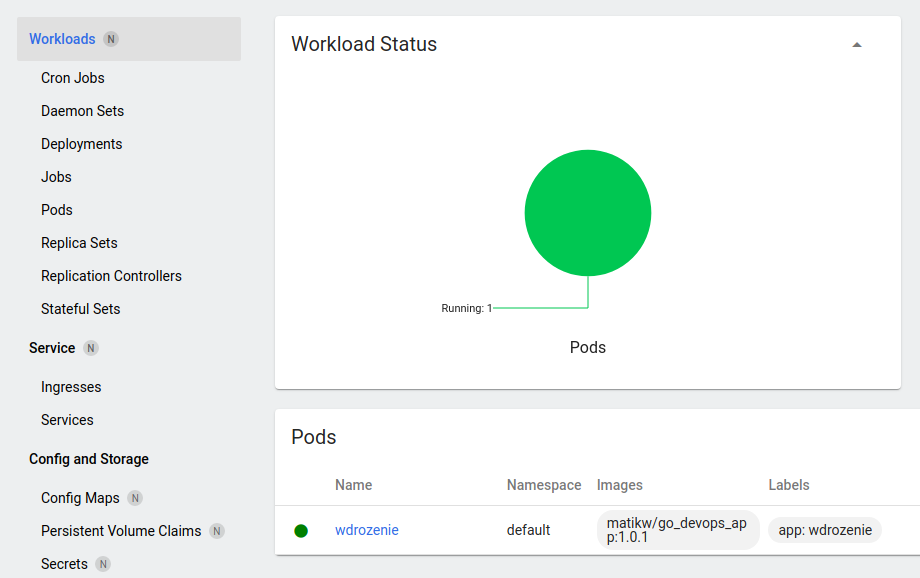 Workloads N
Cron Jobs
Daemon Sets
Deployments
Jobs
Pods
Replica Sets
Replication Controllers
Stateful Sets
Service N
Ingresses
Services
Config and Storage
Config Maps N
Persistent Volume Claims N
Secrets N
Workload Status
Running: 1
Pods
Pods
Name Namespace Images Labels
wdrozenie default matikw/go_devops_ap
p:1.0.1 app: wdrozenie